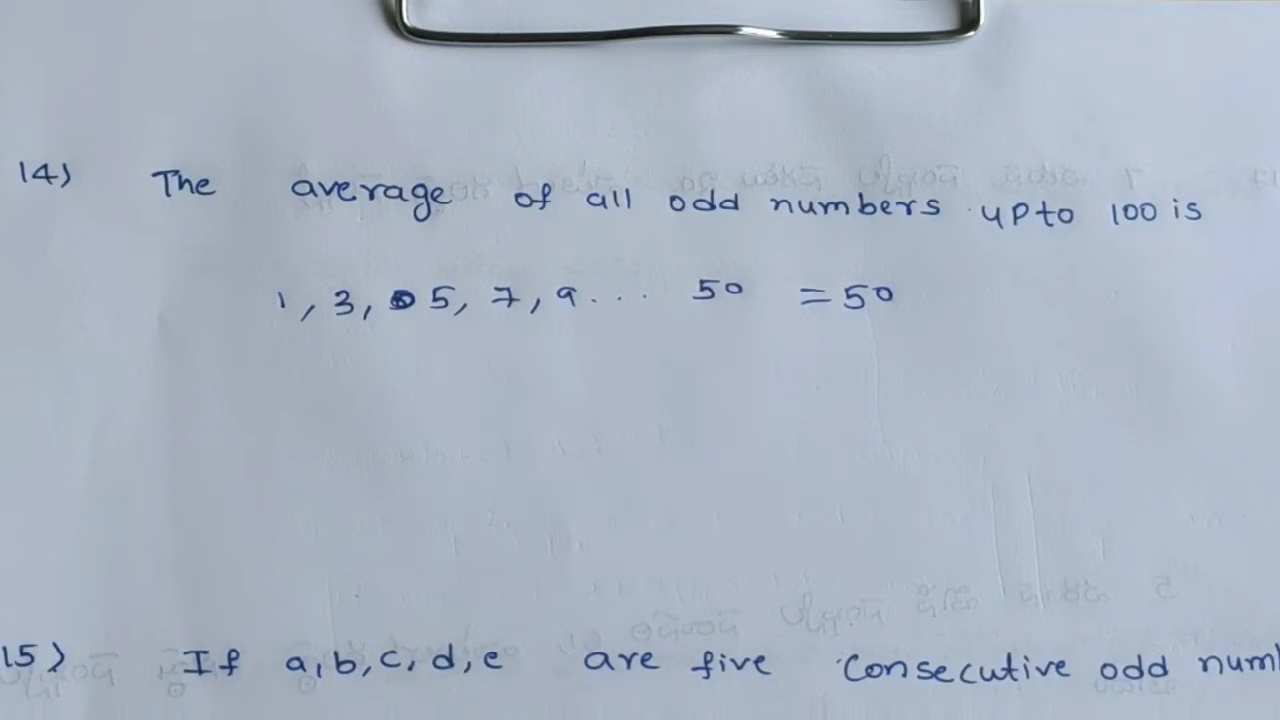 14) The average of all odd numbers upto 100 is
1, 3, 5, 7, 9... 50 = 50
15) If a, b, c, d, e are five consecutive odd num